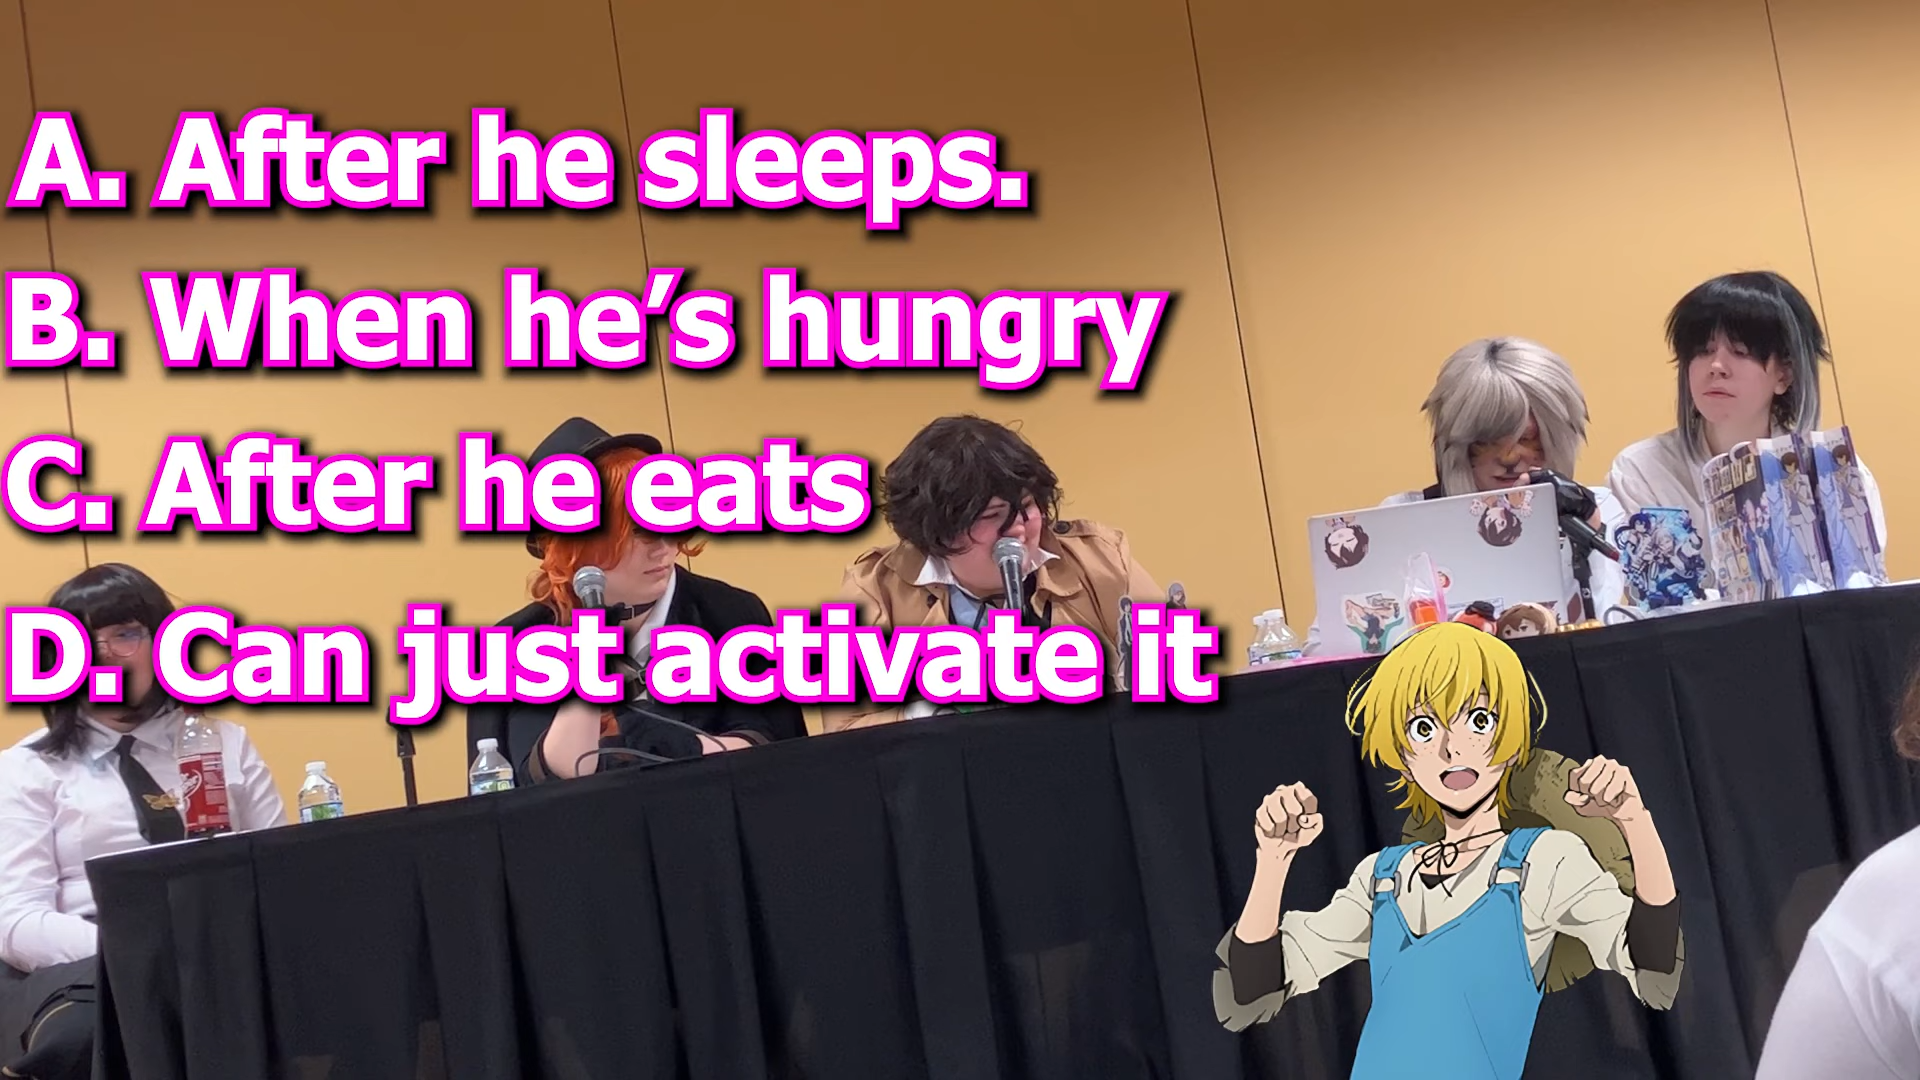 A. After he sleeps.
B. When he’s hungry
C. After he eats
D. Can just activate it